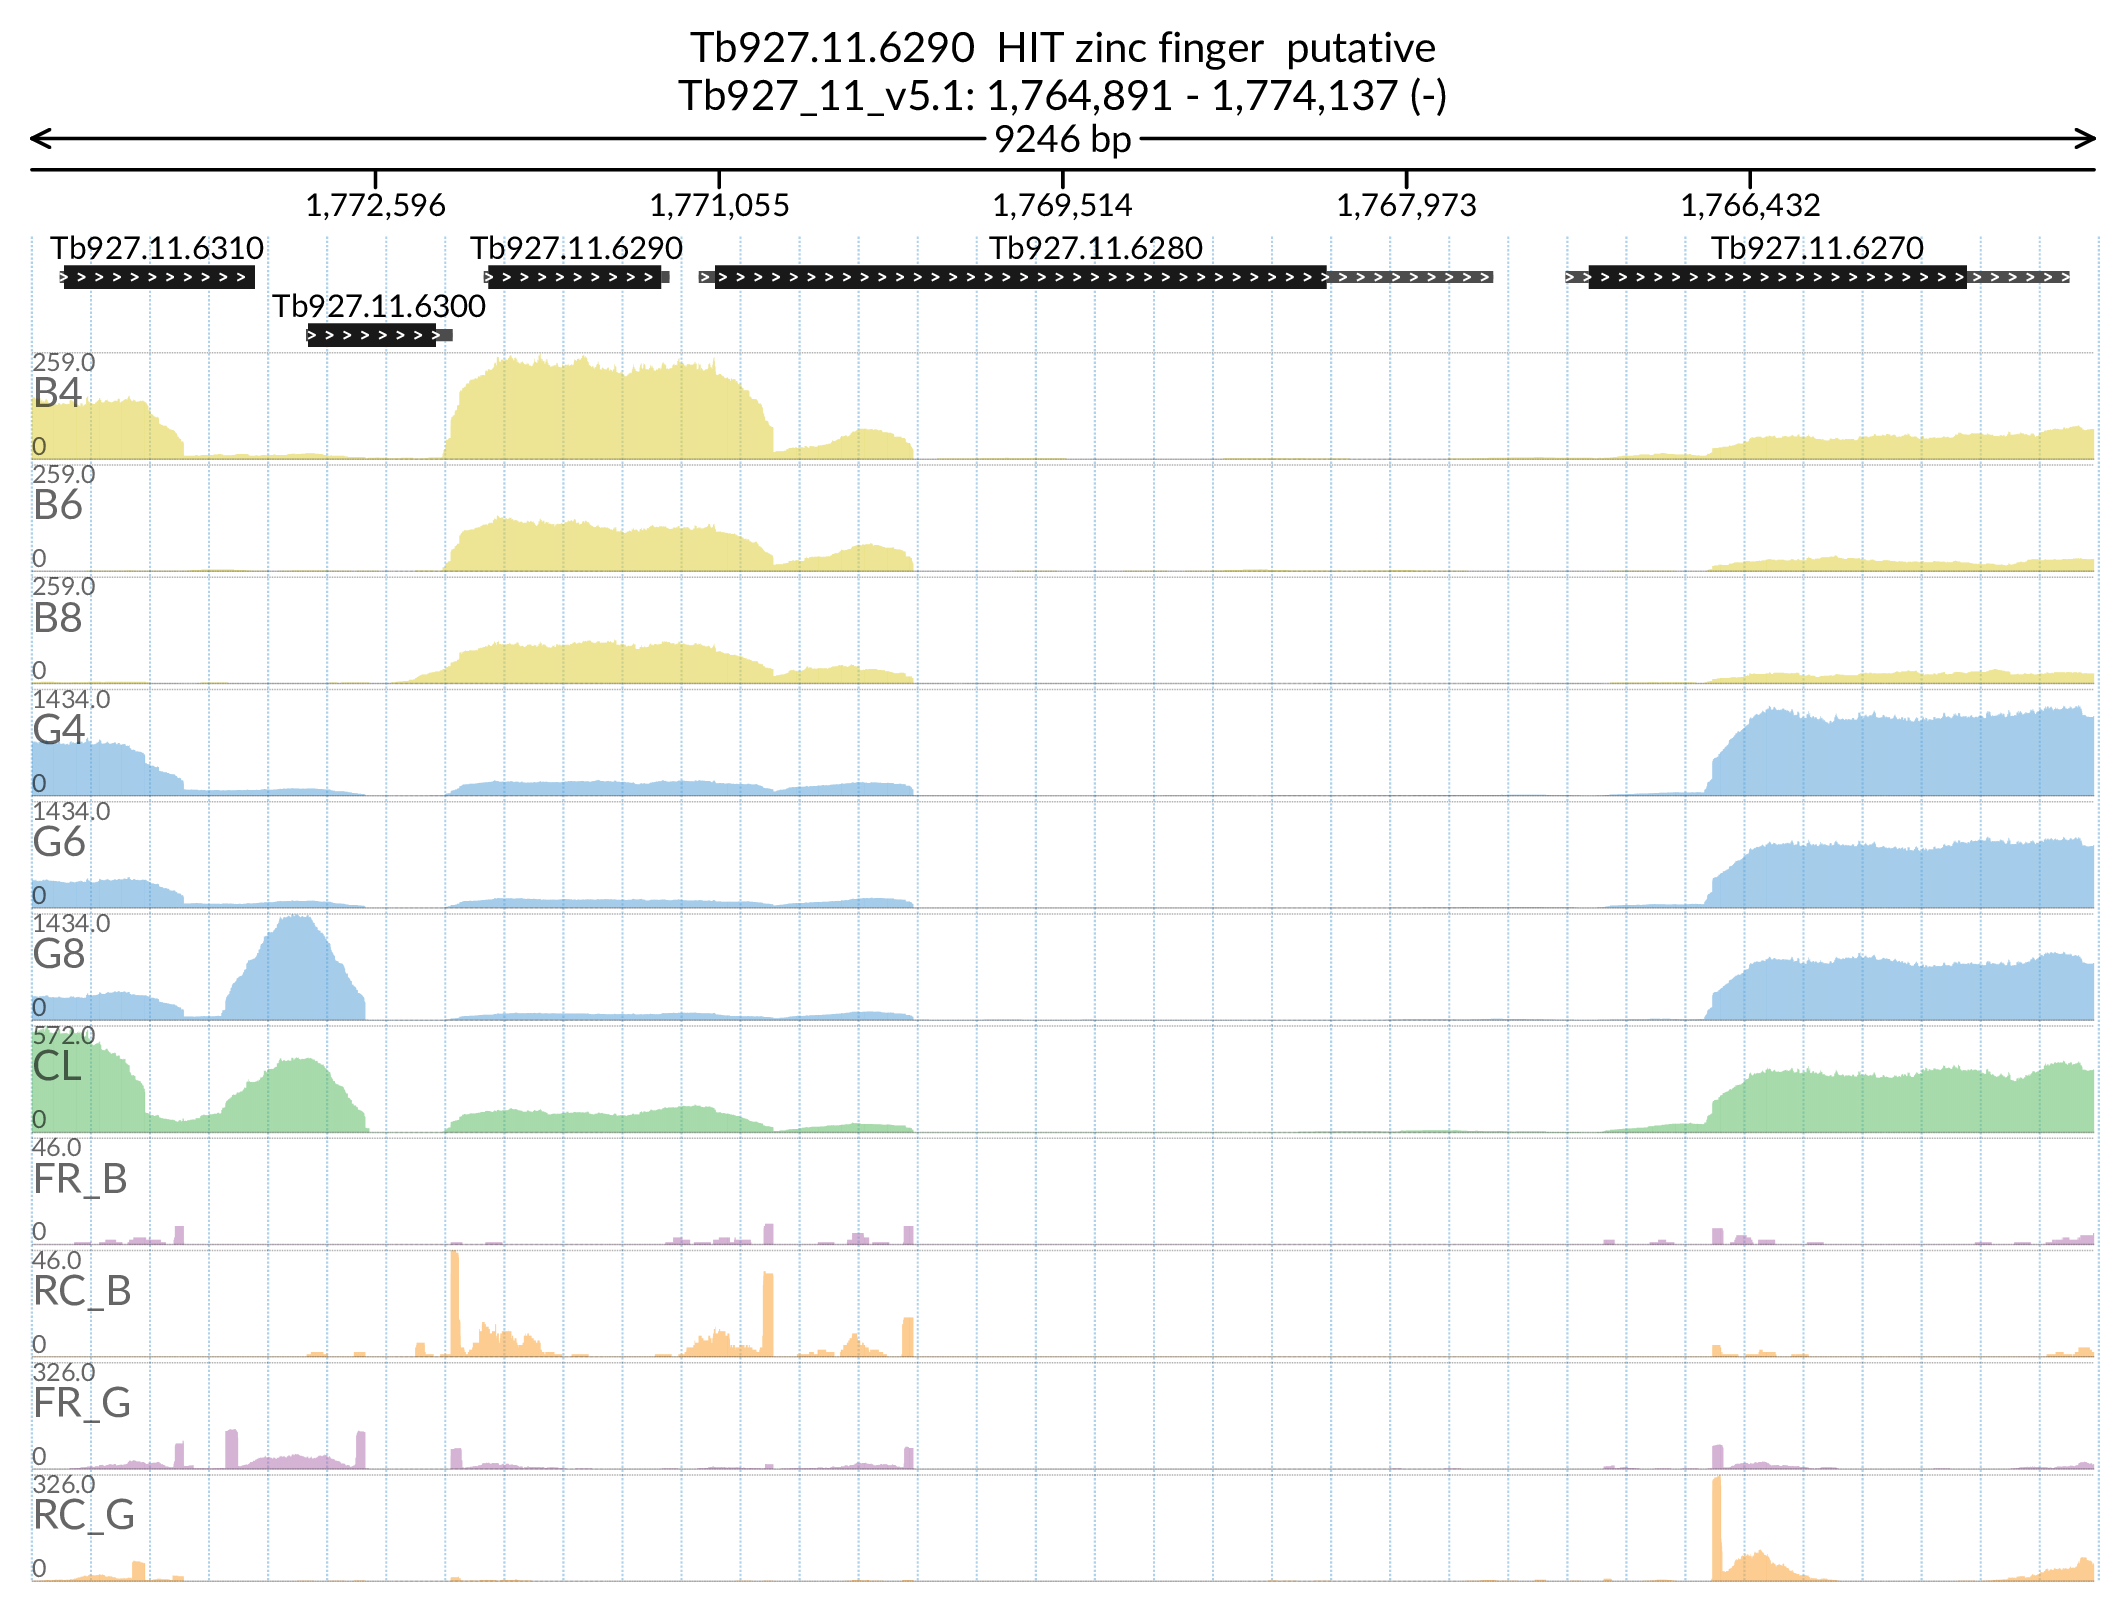 Tb927.11.6290  HIT zinc finger  putative
Tb927_11_v5.1: 1,764,891 - 1,774,137 (-)
9246 bp
1,772,596 1,771,055 1,769,514 1,767,973 1,766,432
Tb927.11.6310 Tb927.11.6290 Tb927.11.6280 Tb927.11.6270
Tb927.11.6300
259.0
B4
0
259.0
B6
0
259.0
B8
0
1434.0
G4
0
1434.0
G6
0
1434.0
G8
0
572.0
CL
0
46.0
FR_B
0
46.0
RC_B
0
326.0
FR_G
0
326.0
RC_G
0